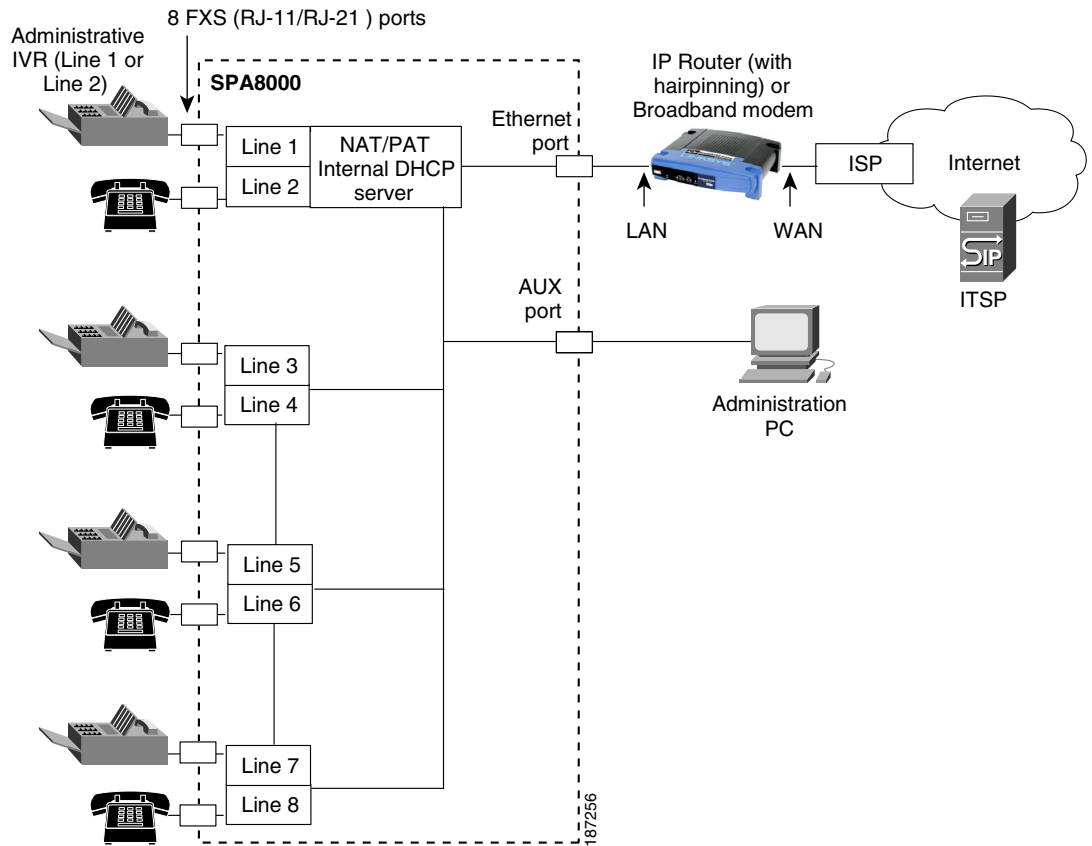 8 FXS (RJ-11/RJ-21 ) ports
Administrative
IVR (Line 1 or
Line 2)
SPA8000
Line 1
Line 2
NAT/PAT
Internal DHCP
server
Ethernet
port
IP Router (with
hairpinning) or
Broadband modem
LAN
WAN
ISP
Internet
SIP
ITSP
AUX
port
Administration
PC
Line 3
Line 4
Line 5
Line 6
Line 7
Line 8
187256